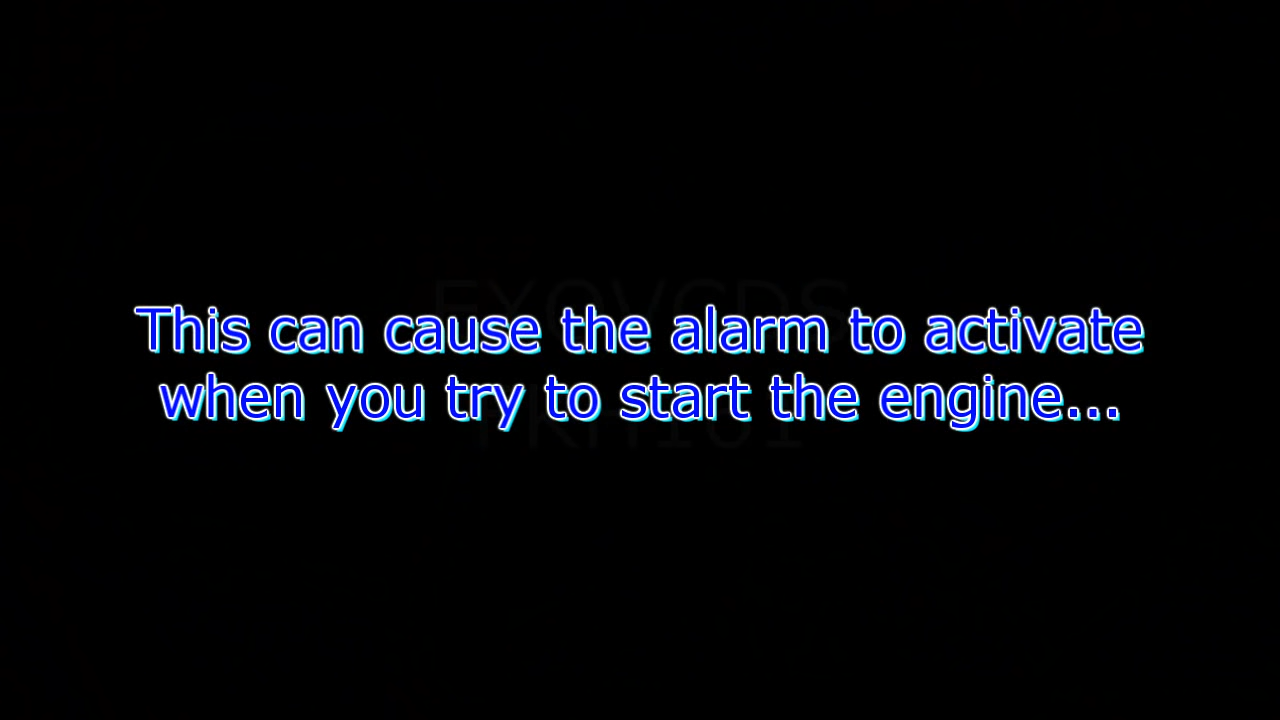 This can cause the alarm to activate
when you try to start the engine...